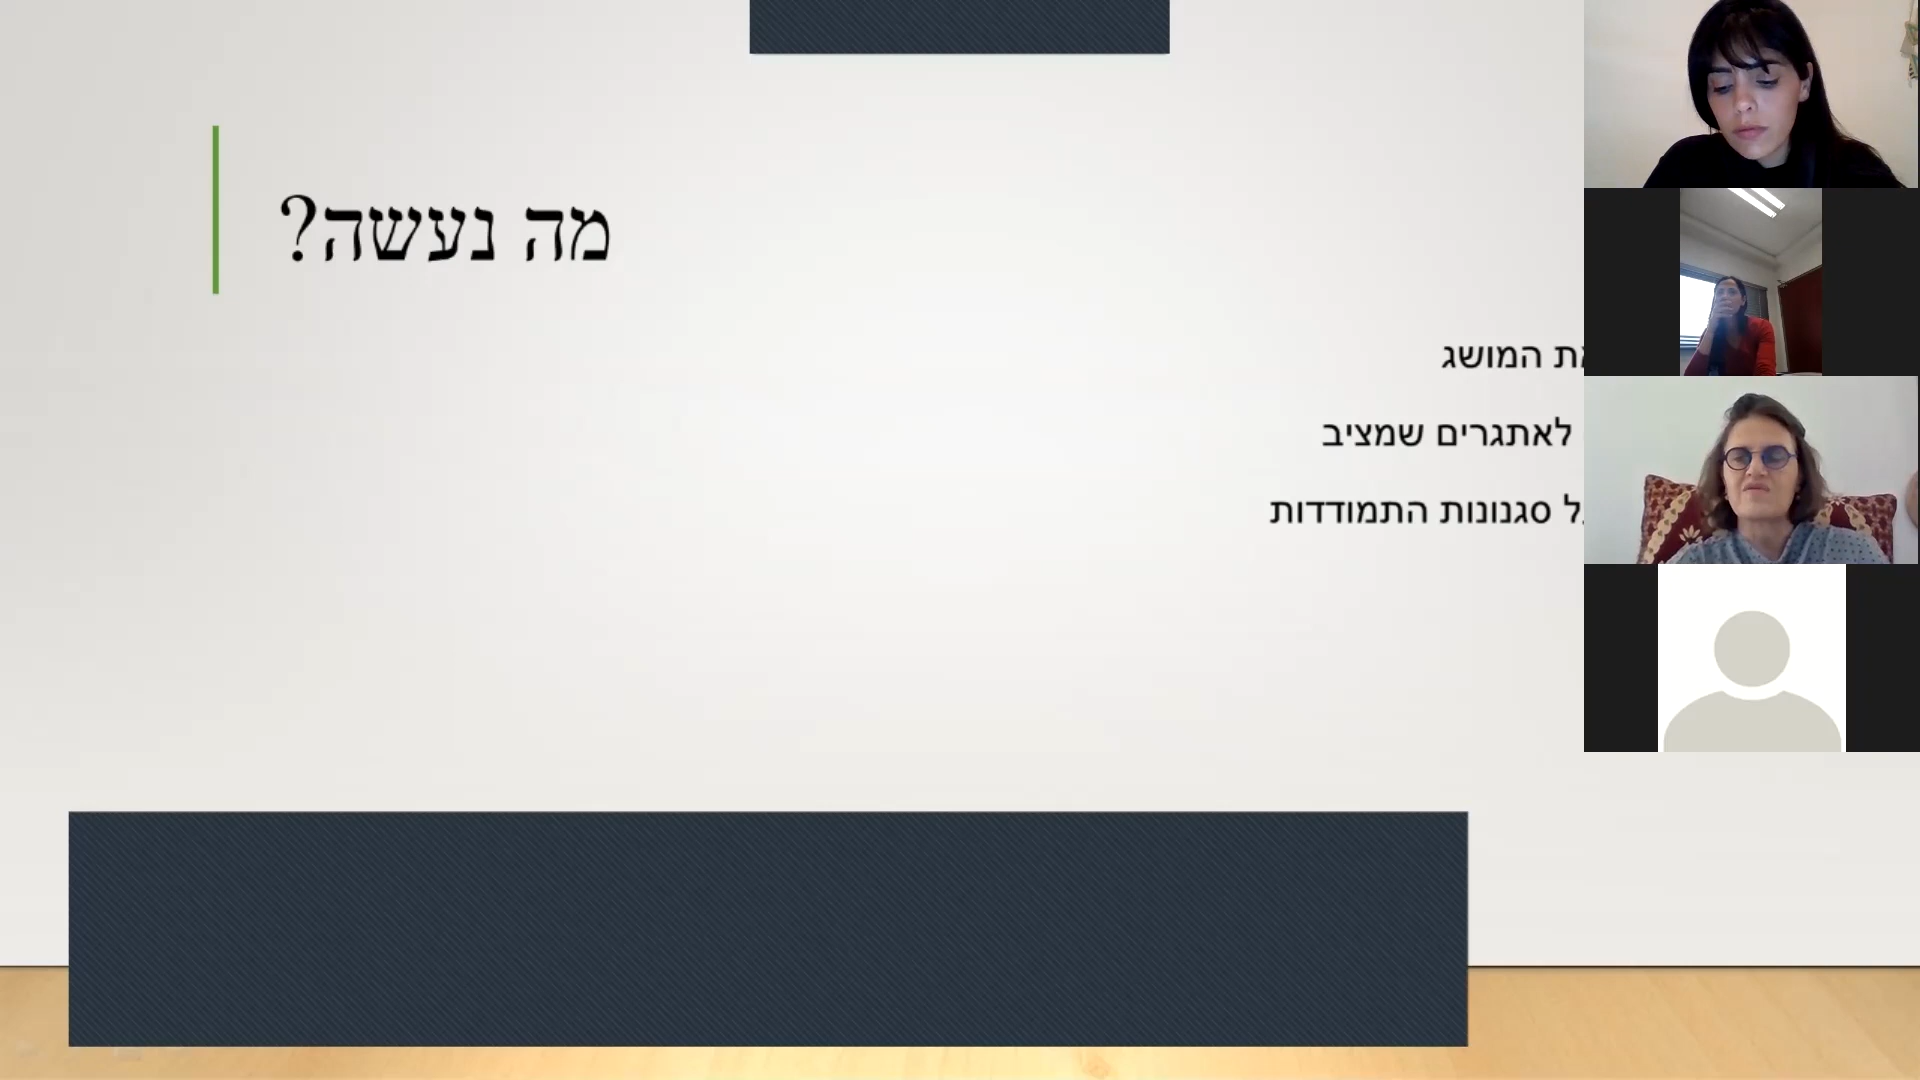 מה נעשה?
המושג
לאתגרים שמציב
סגנונות התמודדות